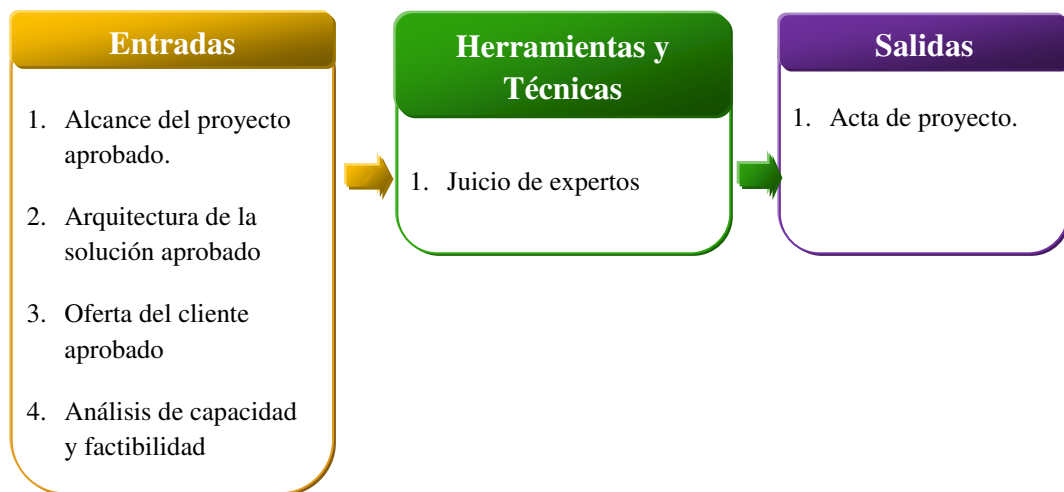 Entradas
1. Alcance del proyecto
aprobado.
2. Arquitectura de la
solución aprobado
3. Oferta del cliente
aprobado
4. Análisis de capacidad
y factibilidad
Herramientas y
Técnicas
1. Juicio de expertos
Salidas
1. Acta de proyecto.